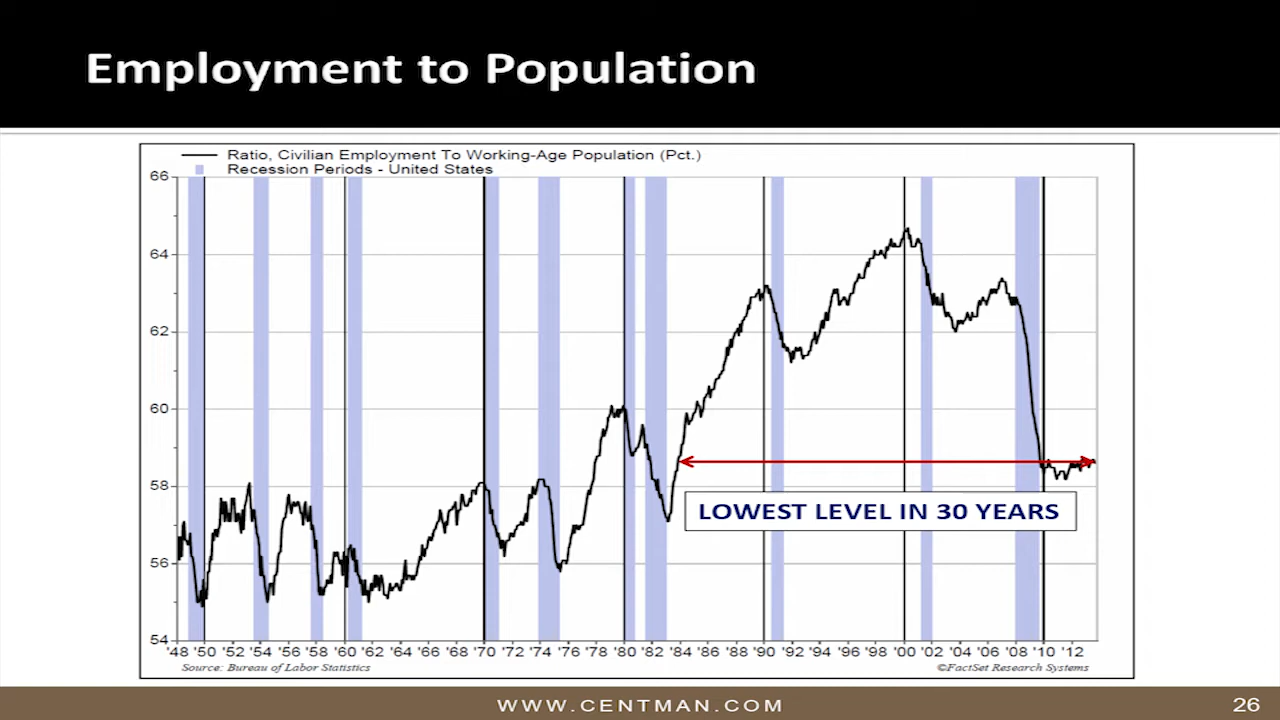 Employment to Population
Ratio, Civilian Employment To Working-Age Population (Pct.)
Recession Periods - United States
66
64
62
60
58
56
54
LOWEST LEVEL IN 30 YEARS
'48 '50 '52 '54 '56 '58 '60 '62 '64 '66 '68 '70 '72 '74 '76 '78 '80 '82 '84 '86 '88 '90 '92 '94 '96 '98 '00 '02 '04 '06 '08 '10 '12
Source: Bureau of Labor Statistics ©FactSet Research Systems
WWW.CENTMAN.COM 26